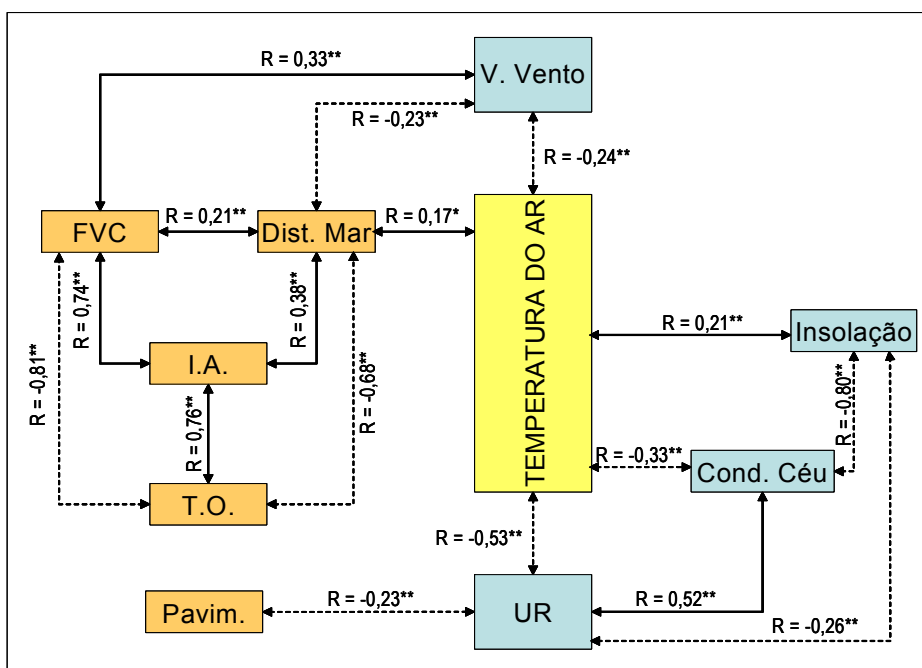 R = 0,33**
V. Vento
R = -0,23**
R = -0,24**
FVC
R = 0,21**
Dist. Mar
R = 0,17*
TEMPERATURA DO AR
R = 0,74**
R = 0,38**
R = -0,81**
I.A.
R = -0,68**
R = 0,76**
T.O.
R = 0,21**
Insolação
R = -0,80**
R = -0,33**
Cond. Céu
R = -0,53**
Pavim.
R = -0,23**
UR
R = 0,52**
R = -0,26**